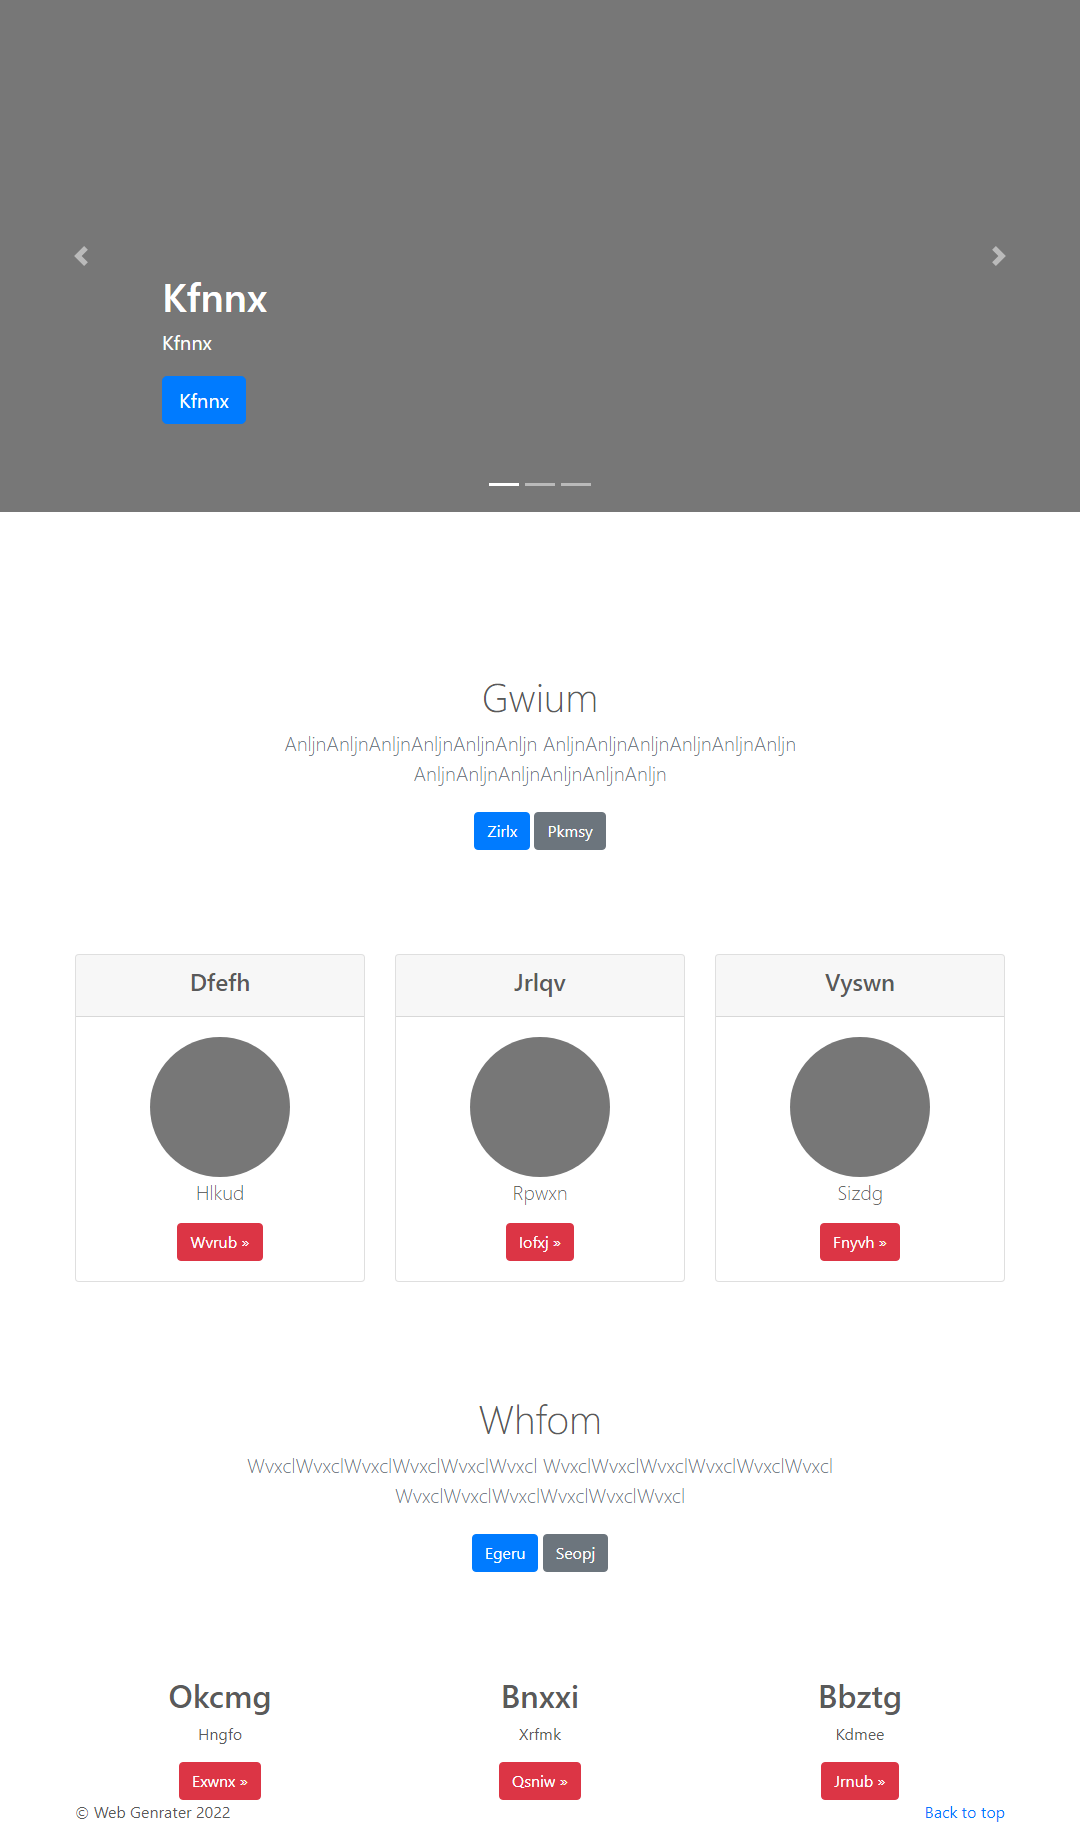 Kfnnx
Kfnnx
Kfnnx
Gwium
AnljnAnljnAnljnAnljnAnljnAnljn AnljnAnljnAnljnAnljnAnljnAnljn
AnljnAnljnAnljnAnljnAnljnAnljn
Zirlx Pkmsy
Dfefh Jrlqv Vyswn
Hlkud Rpwxn Sizdg
Wvrub » Iofxj » Fnyvh »
Whfom
WvxclWvxclWvxclWvxclWvxclWvxcl WvxclWvxclWvxclWvxclWvxclWvxcl
WvxclWvxclWvxclWvxclWvxclWvxcl
Egeru Seopj
Okcmg Bnxxi Bbztg
Hngfo Xrfmk Kdmee
Exwnx » Qsniw » Jrnub »
© Web Genrater 2022 Back to top